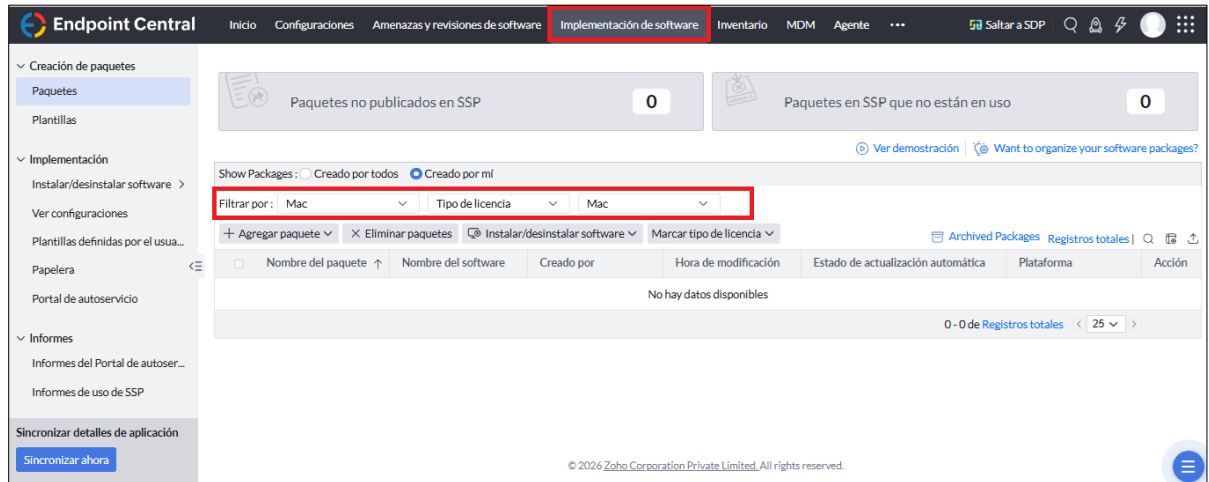 Endpoint Central
Inicio Configuraciones Amenazas y revisiones de software Implementación de software Inventario MDM Agente ••• Saltar a SDP
Creación de paquetes
Paquetes
Plantillas
Implementación
Instalar/desinstalar software
Ver configuraciones
Plantillas definidas por el usua...
Papelera
Portal de autoservicio
Informes
Informes del Portal de autoser...
Informes de uso de SSP
Sincronizar detalles de aplicación
Sincronizar ahora
Paquetes no publicados en SSP 0
Paquetes en SSP que no están en uso 0
Ver demostración | Want to organize your software packages?
Show Packages : Creado por todos Creado por mí
Filtrar por : Mac Tipo de licencia Mac
+ Agregar paquete × Eliminar paquetes Instalar/desinstalar software Marcar tipo de licencia Archived Packages Registros totales |
Nombre del paquete ↑ Nombre del software Creado por Hora de modificación Estado de actualización automática Plataforma Acción
No hay datos disponibles
0 - 0 de Registros totales < 25 >
© 2026 Zoho Corporation Private Limited. All rights reserved.